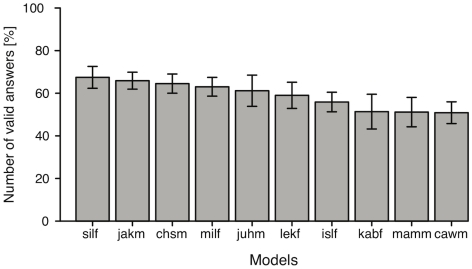 Number of valid answers [%]
100
80
60
40
20
0
silf jakm chsm milf juhm lekf islf kabf mamm cawm
Models